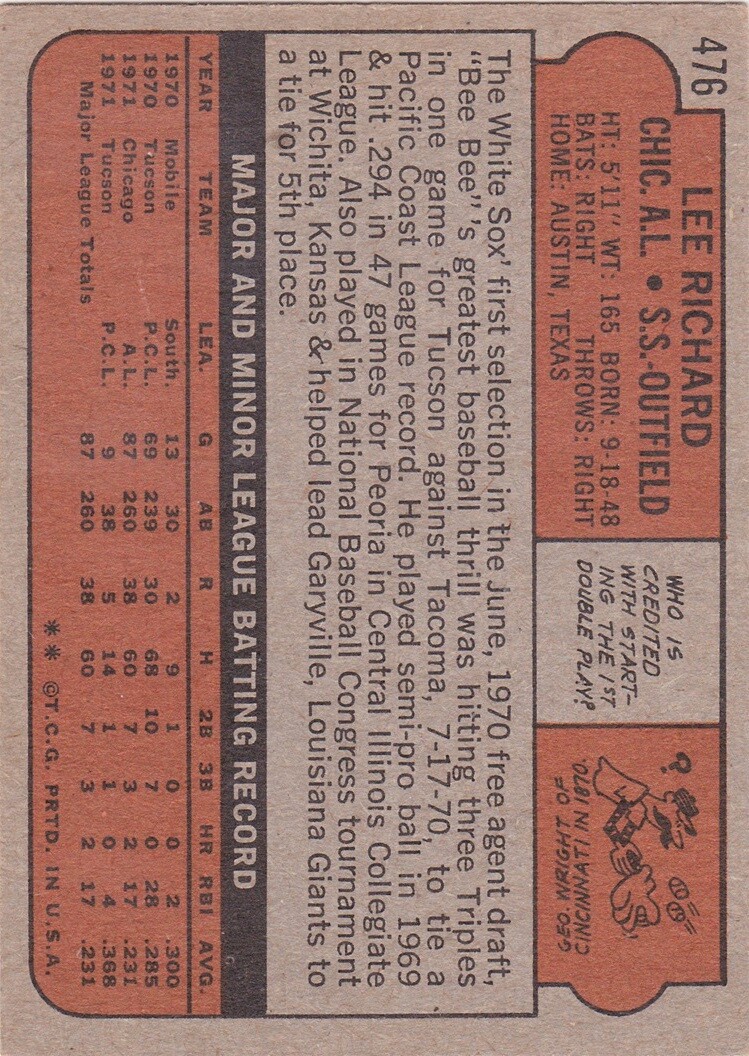 476
LEE RICHARD
CHIC. A.L. • S.S.-OUTFIELD
HT: 5'11" WT: 165 BORN: 9-18-48
BATS: RIGHT THROWS: RIGHT
HOME: AUSTIN, TEXAS
WHO IS
CREDITED
WITH START-
ING THE 1ST
DOUBLE PLAY?
?
GEO. WRIGHT OF
CINCINNATI IN 1870
The White Sox' first selection in the June, 1970 free agent draft,
"Bee Bee"'s greatest baseball thrill was hitting three Triples
in one game for Tucson against Tacoma, 7-17-70, to tie a
Pacific Coast League record. He played semi-pro ball in 1969
& hit .294 in 47 games for Peoria in Central Illinois Collegiate
League. Also played in National Baseball Congress tournament
at Wichita, Kansas & helped lead Garyville, Louisiana Giants to
a tie for 5th place.
MAJOR AND MINOR LEAGUE BATTING RECORD
YEAR TEAM LEA. G AB R H 2B 3B HR RBI AVG.
1970 Mobile South. 13 30 2 9 1 0 0 2 .300
1970 Tucson P.C.L. 69 239 30 68 10 7 0 28 .285
1971 Chicago A.L. 87 260 38 60 7 3 2 17 .231
1971 Tucson P.C.L. 9 38 5 14 1 1 0 4 .368
Major League Totals 87 260 38 60 7 3 2 17 .231
** ©T.C.G. PRTD. IN U.S.A.